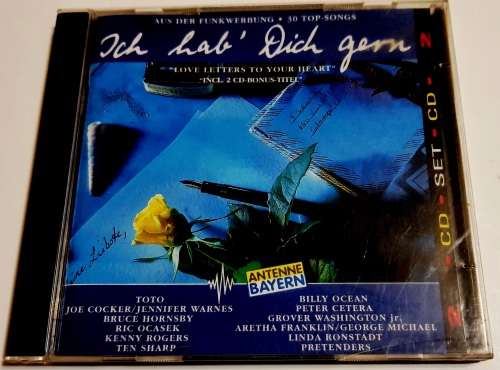 AUS DER FUNKWERBUNG • 30 TOP-SONGS
Ich hab' Dich gern
"LOVE LETTERS TO YOUR HEART"
"INCL. 2 CD-BONUS-TITEL"
2 • CD • SET • CD • 2
ANTENNE
BAYERN
TOTO
JOE COCKER/JENNIFER WARNES
BRUCE HORNSBY
RIC OCASEK
KENNY ROGERS
TEN SHARP
BILLY OCEAN
PETER CETERA
GROVER WASHINGTON jr.
ARETHA FRANKLIN/GEORGE MICHAEL
LINDA RONSTADT
PRETENDERS